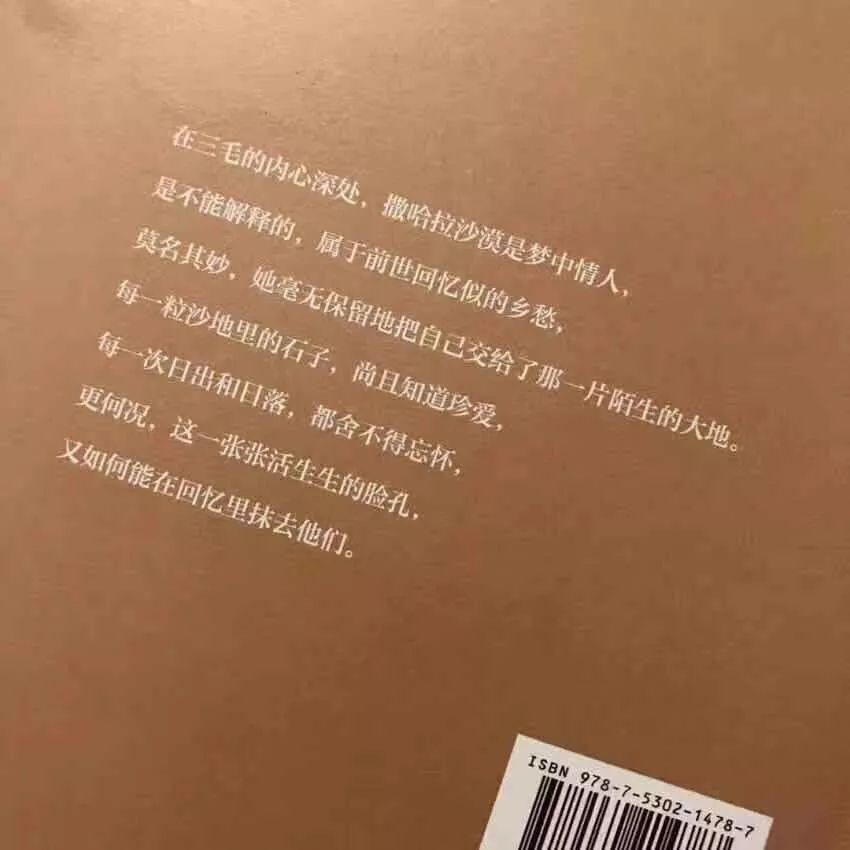 在三毛的内心深处，撒哈拉沙漠是梦中情人，
是不能解释的，属于前世回忆似的乡愁，
莫名其妙，她毫无保留地把自己交给了那一片陌生的大地。
每一粒沙地里的石子，尚且知道珍爱，
每一次日出和日落，都舍不得忘怀，
更何况，这一张张活生生的脸孔，
又如何能在回忆里抹去他们。
ISBN 978-7-5302-1478-7